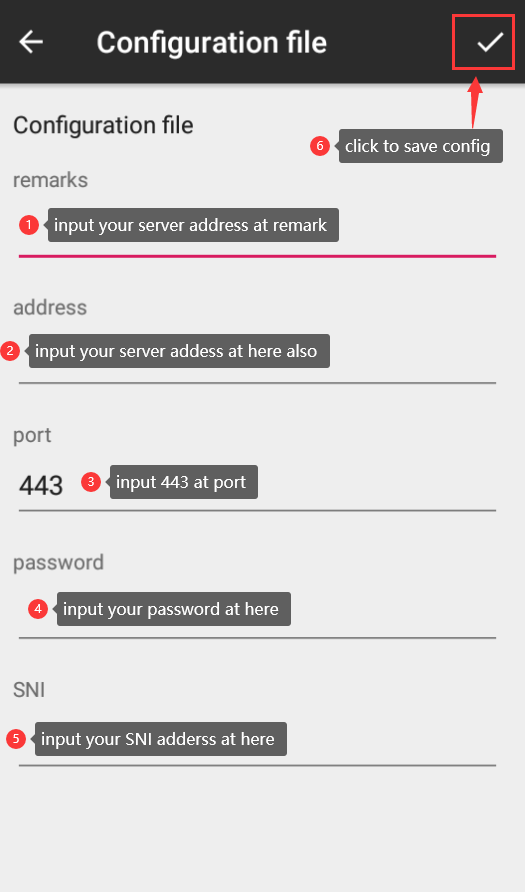 Configuration file
Configuration file
6 click to save config
remarks
1 input your server address at remark
address
2 input your server addess at here also
port
443 3 input 443 at port
password
4 input your password at here
SNI
5 input your SNI adderss at here